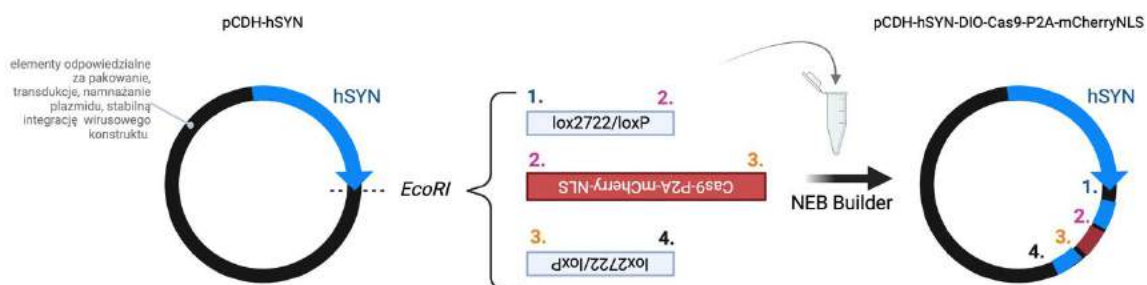 pCDH-hSYN
pCDH-hSYN-DIO-Cas9-P2A-mCherryNLS
elementy odpowiedzialne
za pakowanie,
transdukcje, namnażanie
plazmidu, stabilną
integrację wirusowego
konstruktu.
hSYN
EcoRI
1. 2.
lox2722/loxP
2. 3.
Cas9-P2A-mCherry-NLS
3. 4.
lox2722/loxP
NEB Builder
hSYN
1.
2.
3.
4.